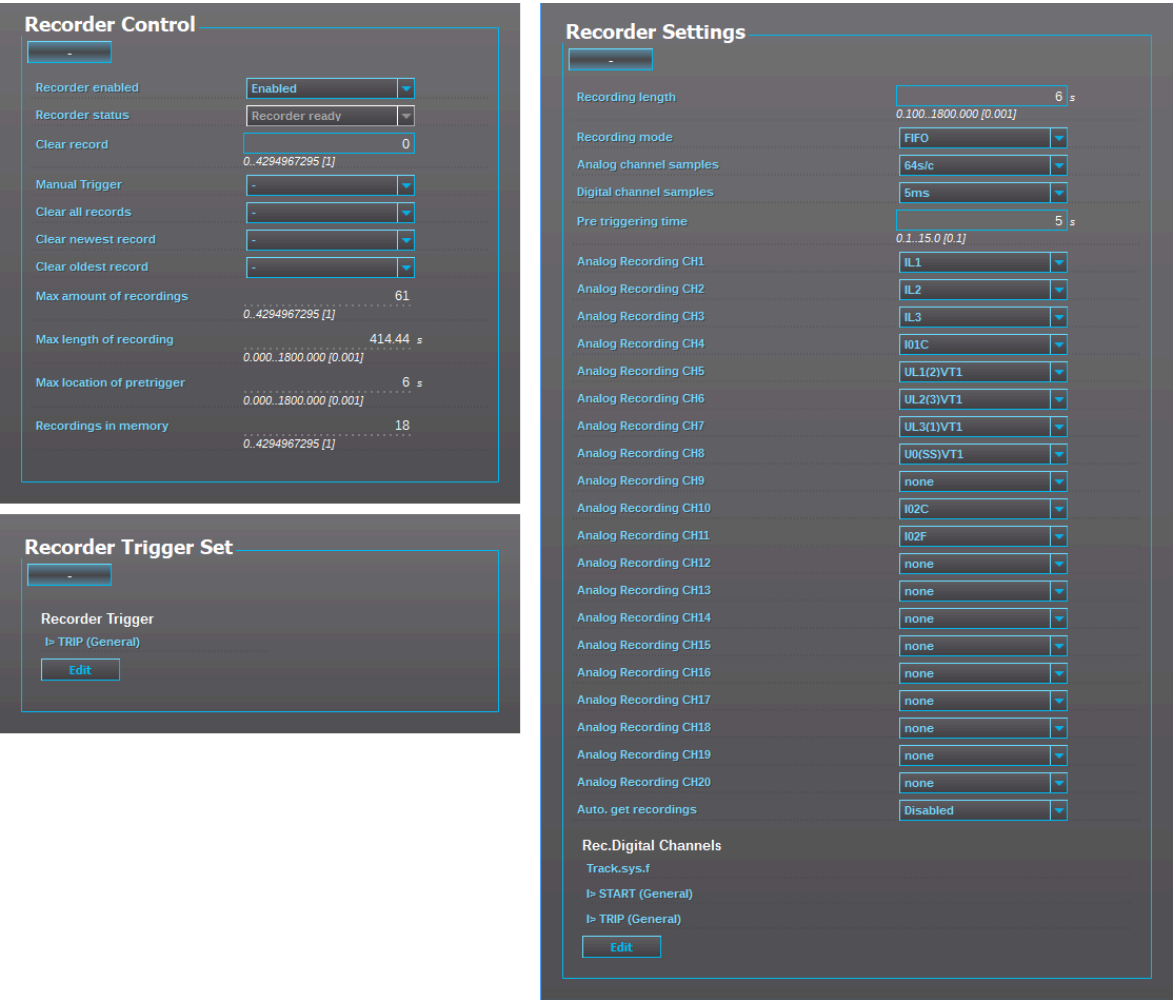 Recorder Control
-
Recorder enabled Enabled
Recorder status Recorder ready
Clear record 0
0..4294967295 [1]
Manual Trigger -
Clear all records -
Clear newest record -
Clear oldest record -
Max amount of recordings 61
0..4294967295 [1]
Max length of recording 414.44 s
0.000..1800.000 [0.001]
Max location of pretrigger 6 s
0.000..1800.000 [0.001]
Recordings in memory 18
0..4294967295 [1]
Recorder Trigger Set
-
Recorder Trigger
I> TRIP (General)
Edit
Recorder Settings
-
Recording length 6 s
0.100..1800.000 [0.001]
Recording mode FIFO
Analog channel samples 64s/c
Digital channel samples 5ms
Pre triggering time 5 s
0.1..15.0 [0.1]
Analog Recording CH1 IL1
Analog Recording CH2 IL2
Analog Recording CH3 IL3
Analog Recording CH4 I01C
Analog Recording CH5 UL1(2)VT1
Analog Recording CH6 UL2(3)VT1
Analog Recording CH7 UL3(1)VT1
Analog Recording CH8 U0(SS)VT1
Analog Recording CH9 none
Analog Recording CH10 I02C
Analog Recording CH11 I02F
Analog Recording CH12 none
Analog Recording CH13 none
Analog Recording CH14 none
Analog Recording CH15 none
Analog Recording CH16 none
Analog Recording CH17 none
Analog Recording CH18 none
Analog Recording CH19 none
Analog Recording CH20 none
Auto. get recordings Disabled
Rec.Digital Channels
Track.sys.f
I> START (General)
I> TRIP (General)
Edit